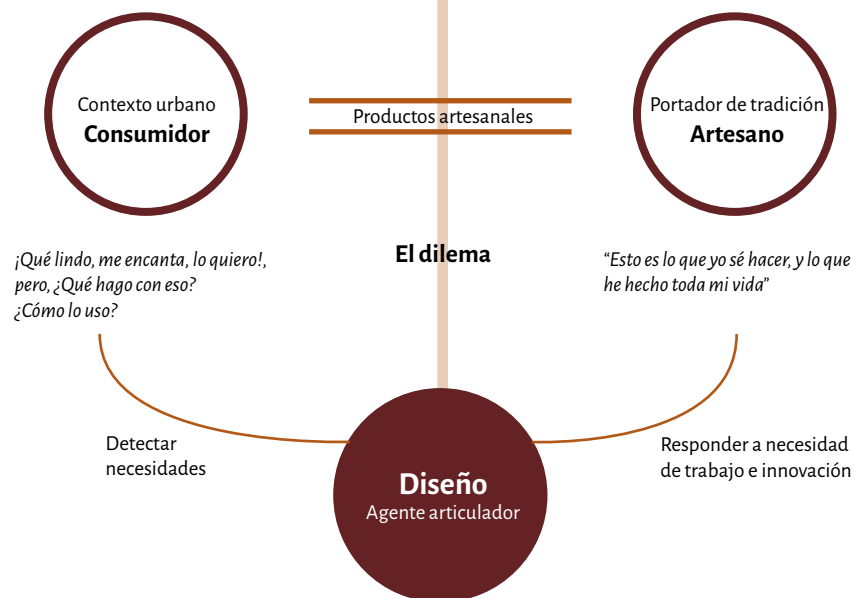 Contexto urbano
Consumidor
Productos artesanales
Portador de tradición
Artesano
¡Qué lindo, me encanta, lo quiero!,
pero, ¿Qué hago con eso?
¿Cómo lo uso?
El dilema
“Esto es lo que yo sé hacer, y lo que
he hecho toda mi vida”
Detectar
necesidades
Responder a necesidad
de trabajo e innovación
Diseño
Agente articulador